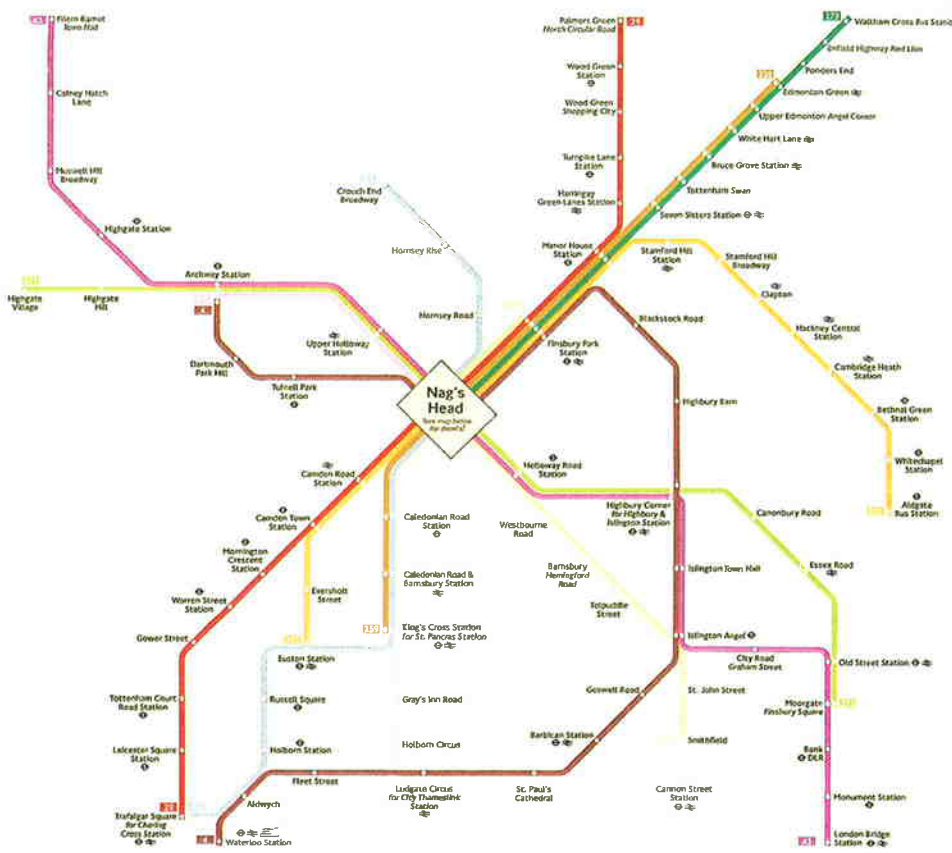 43
Friern Barnet
Town Hall
Colney Hatch
Lane
Muswell Hill
Broadway
Highgate Station
Archway Station
Highgate
Village
Highgate
Hill
4
Dartmouth
Park Hill
Tufnell Park
Station
Upper Holloway
Station
Crouch End
Broadway
Hornsey Rise
Hornsey Road
Palmers Green
North Circular Road
29
Wood Green
Station
Wood Green
Shopping City
Turnpike Lane
Station
Harringay
Green Lanes Station
Manor House
Station
Finsbury Park
Station
279
Waltham Cross Bus Station
Enfield Highway Red Lion
Ponders End
259
Edmonton Green
Upper Edmonton Angel Corner
White Hart Lane
Bruce Grove Station
Tottenham Swan
Seven Sisters Station
Stamford Hill
Station
Stamford Hill
Broadway
Clapton
Hackney Central
Station
Cambridge Heath
Station
Bethnal Green
Station
Whitechapel
Station
Aldgate
Bus Station
Blackstock Road
Highbury Barn
Nag's
Head
Holloway Road
Station
Highbury Corner
for Highbury &
Islington Station
Canonbury Road
Essex Road
Westbourne
Road
Barnsbury
Hemingford
Road
Tolpuddle
Street
Islington Town Hall
Islington Angel
City Road
Graham Street
Old Street Station
Moorgate
Finsbury Square
Bank
DLR
Monument Station
43
London Bridge
Station
St. John Street
Smithfield
Goswell Road
Barbican Station
Cannon Street
Station
St. Paul's
Cathedral
Ludgate Circus
for City Thameslink
Station
Fleet Street
Aldwych
4
Waterloo Station
Camden Road
Station
Camden Town
Station
Mornington
Crescent
Station
Warren Street
Station
Gower Street
Tottenham Court
Road Station
Leicester Square
Station
29
Trafalgar Square
for Charing
Cross Station
Eversholt
Street
Euston Station
Russell Square
Holborn Station
Caledonian Road
Station
Caledonian Road &
Barnsbury Station
259
King's Cross Station
for St. Pancras Station
Gray's Inn Road
Holborn Circus